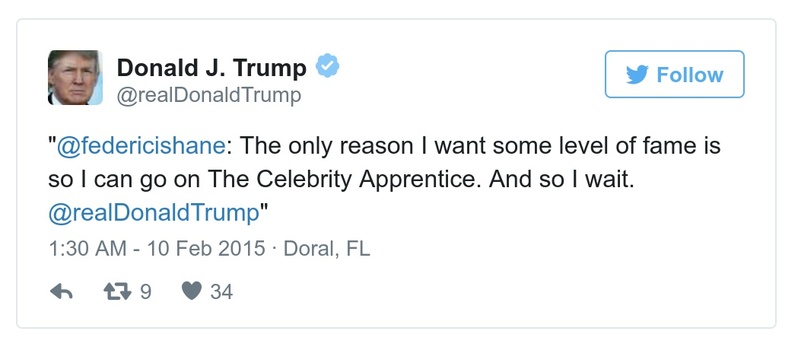 Donald J. Trump
@realDonaldTrump
Follow
"@federicishane: The only reason I want some level of fame is
so I can go on The Celebrity Apprentice. And so I wait.
@realDonaldTrump"
1:30 AM - 10 Feb 2015 · Doral, FL
9 34